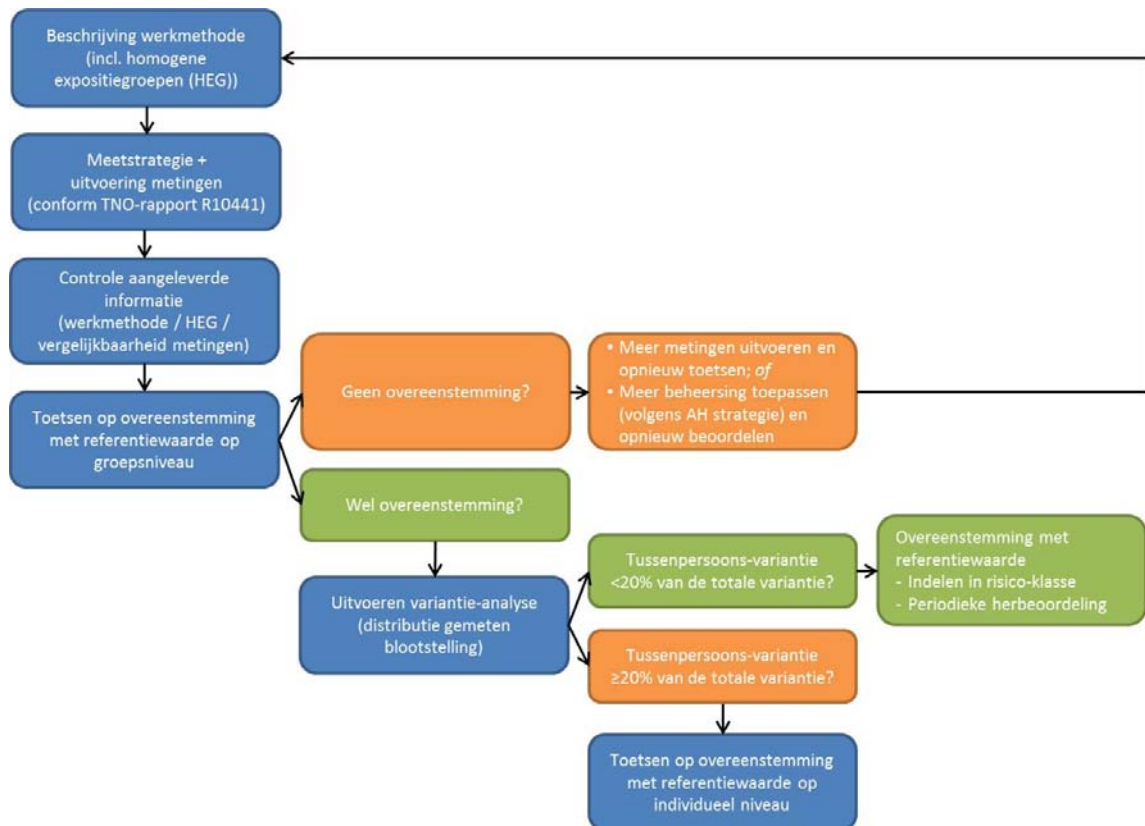 Beschrijving werkmethode
(incl. homogene
expositiegroepen (HEG))
Meetstrategie +
uitvoering metingen
(conform TNO-rapport R10441)
Controle aangeleverde
informatie
(werkmethode / HEG /
vergelijkbaarheid metingen)
Toetsen op overeenstemming
met referentiewaarde op
groepsniveau
Geen overeenstemming?
• Meer metingen uitvoeren en
opnieuw toetsen; of
• Meer beheersing toepassen
(volgens AH strategie) en
opnieuw beoordelen
Wel overeenstemming?
Uitvoeren variantie-analyse
(distributie gemeten
blootstelling)
Tussenpersoons-variantie
<20% van de totale variantie?
Overeenstemming met
referentiewaarde
- Indelen in risico-klasse
- Periodieke herbeoordeling
Tussenpersoons-variantie
≥20% van de totale variantie?
Toetsen op overeenstemming
met referentiewaarde op
individueel niveau